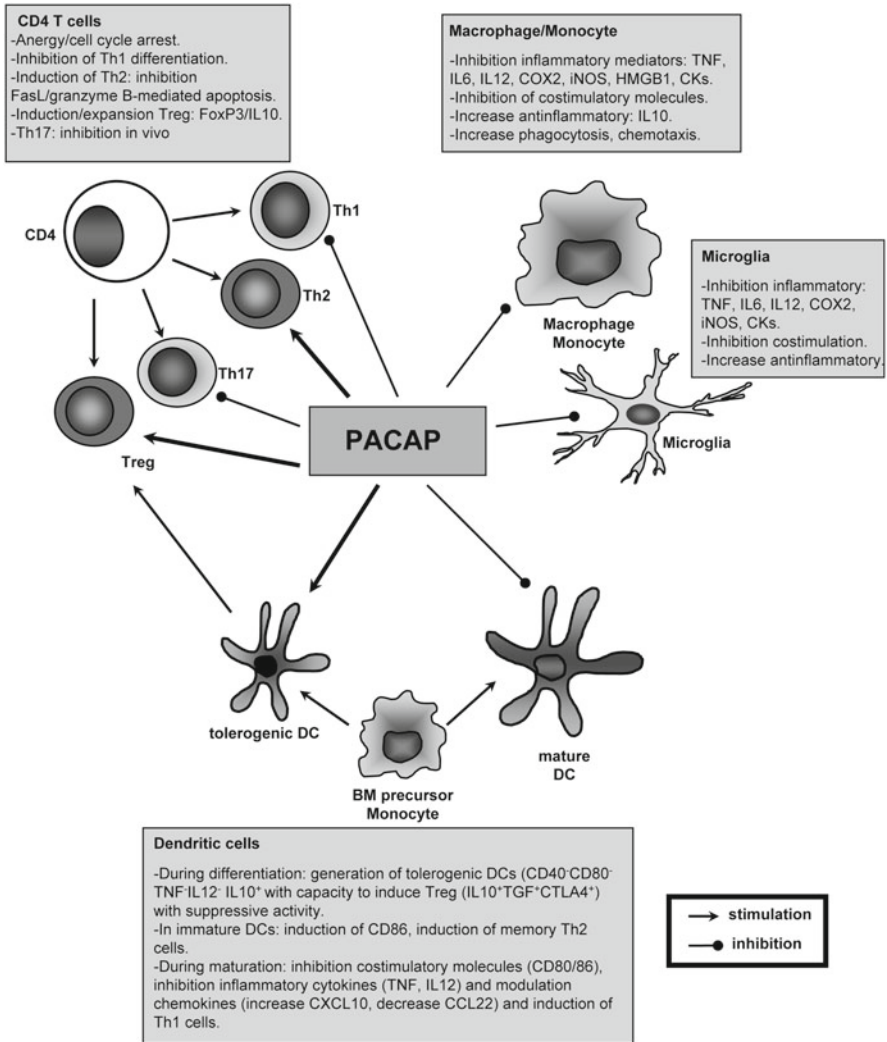 CD4 T cells
-Anergy/cell cycle arrest.
-Inhibition of Th1 differentiation.
-Induction of Th2: inhibition
FasL/granzyme B-mediated apoptosis.
-Induction/expansion Treg: FoxP3/IL10.
-Th17: inhibition in vivo
Macrophage/Monocyte
-Inhibition inflammatory mediators: TNF,
IL6, IL12, COX2, iNOS, HMGB1, CKs.
-Inhibition of costimulatory molecules.
-Increase antinflammatory: IL10.
-Increase phagocytosis, chemotaxis.
CD4
Th1
Th2
Th17
Treg
Macrophage
Monocyte
Microglia
-Inhibition inflammatory:
TNF, IL6, IL12, COX2,
iNOS, CKs.
-Inhibition costimulation.
-Increase antinflammatory.
Microglia
PACAP
tolerogenic DC
mature
DC
BM precursor
Monocyte
Dendritic cells
-During differentiation: generation of tolerogenic DCs (CD40⁻CD80⁻
TNF⁻IL12⁻ IL10⁺ with capacity to induce Treg (IL10⁺TGF⁺CTLA4⁺)
with suppressive activity.
-In immature DCs: induction of CD86, induction of memory Th2
cells.
-During maturation: inhibition costimulatory molecules (CD80/86),
inhibition inflammatory cytokines (TNF, IL12) and modulation
chemokines (increase CXCL10, decrease CCL22) and induction of
Th1 cells.
stimulation
inhibition